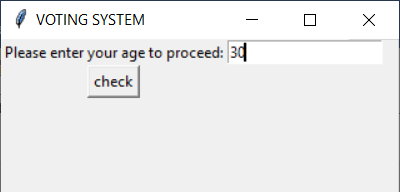 VOTING SYSTEM
Please enter your age to proceed: 30
check